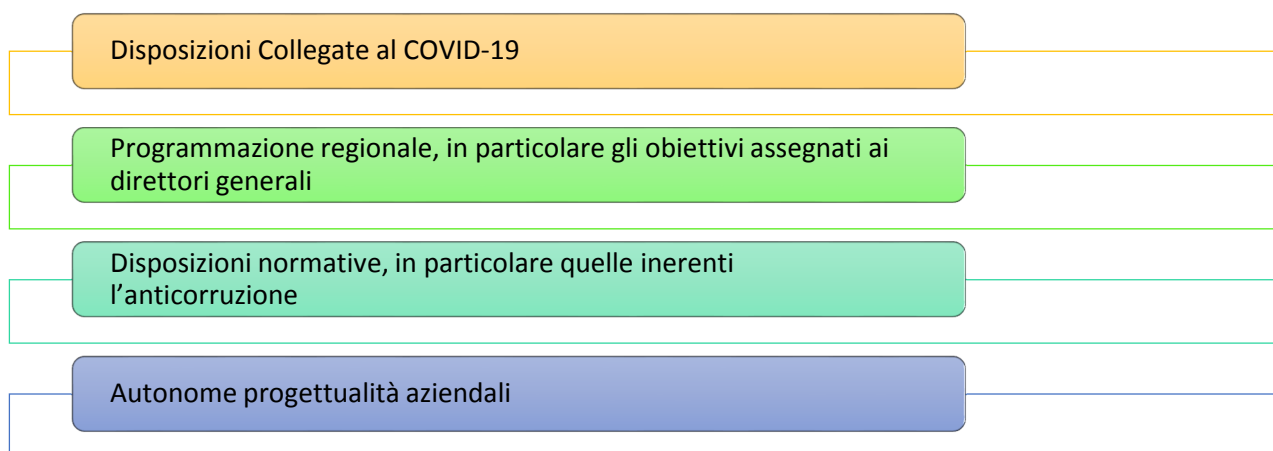 Disposizioni Collegate al COVID-19
Programmazione regionale, in particolare gli obiettivi assegnati ai
direttori generali
Disposizioni normative, in particolare quelle inerenti
l’anticorruzione
Autonome progettualità aziendali